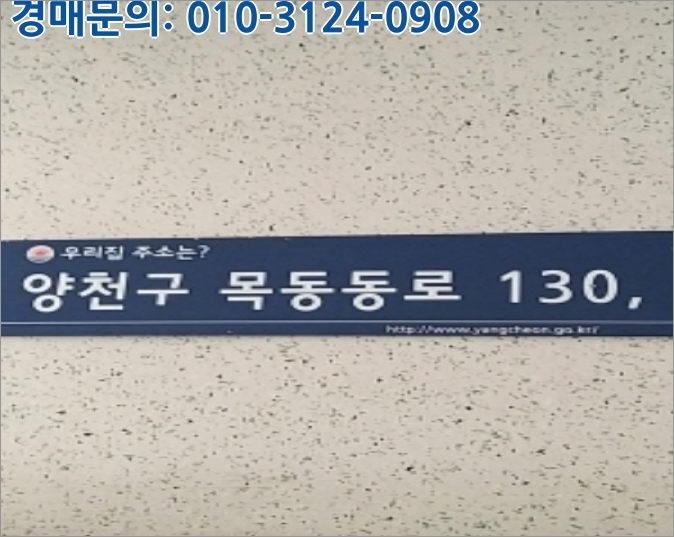 경매문의: 010-3124-0908
우리집 주소는?
양천구 목동동로 130,
http://www.yangcheon.go.kr/